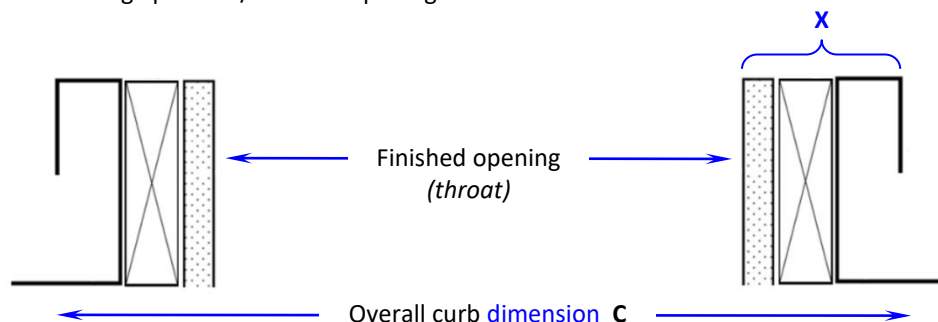 X
Finished opening
(throat)
Overall curb dimension C